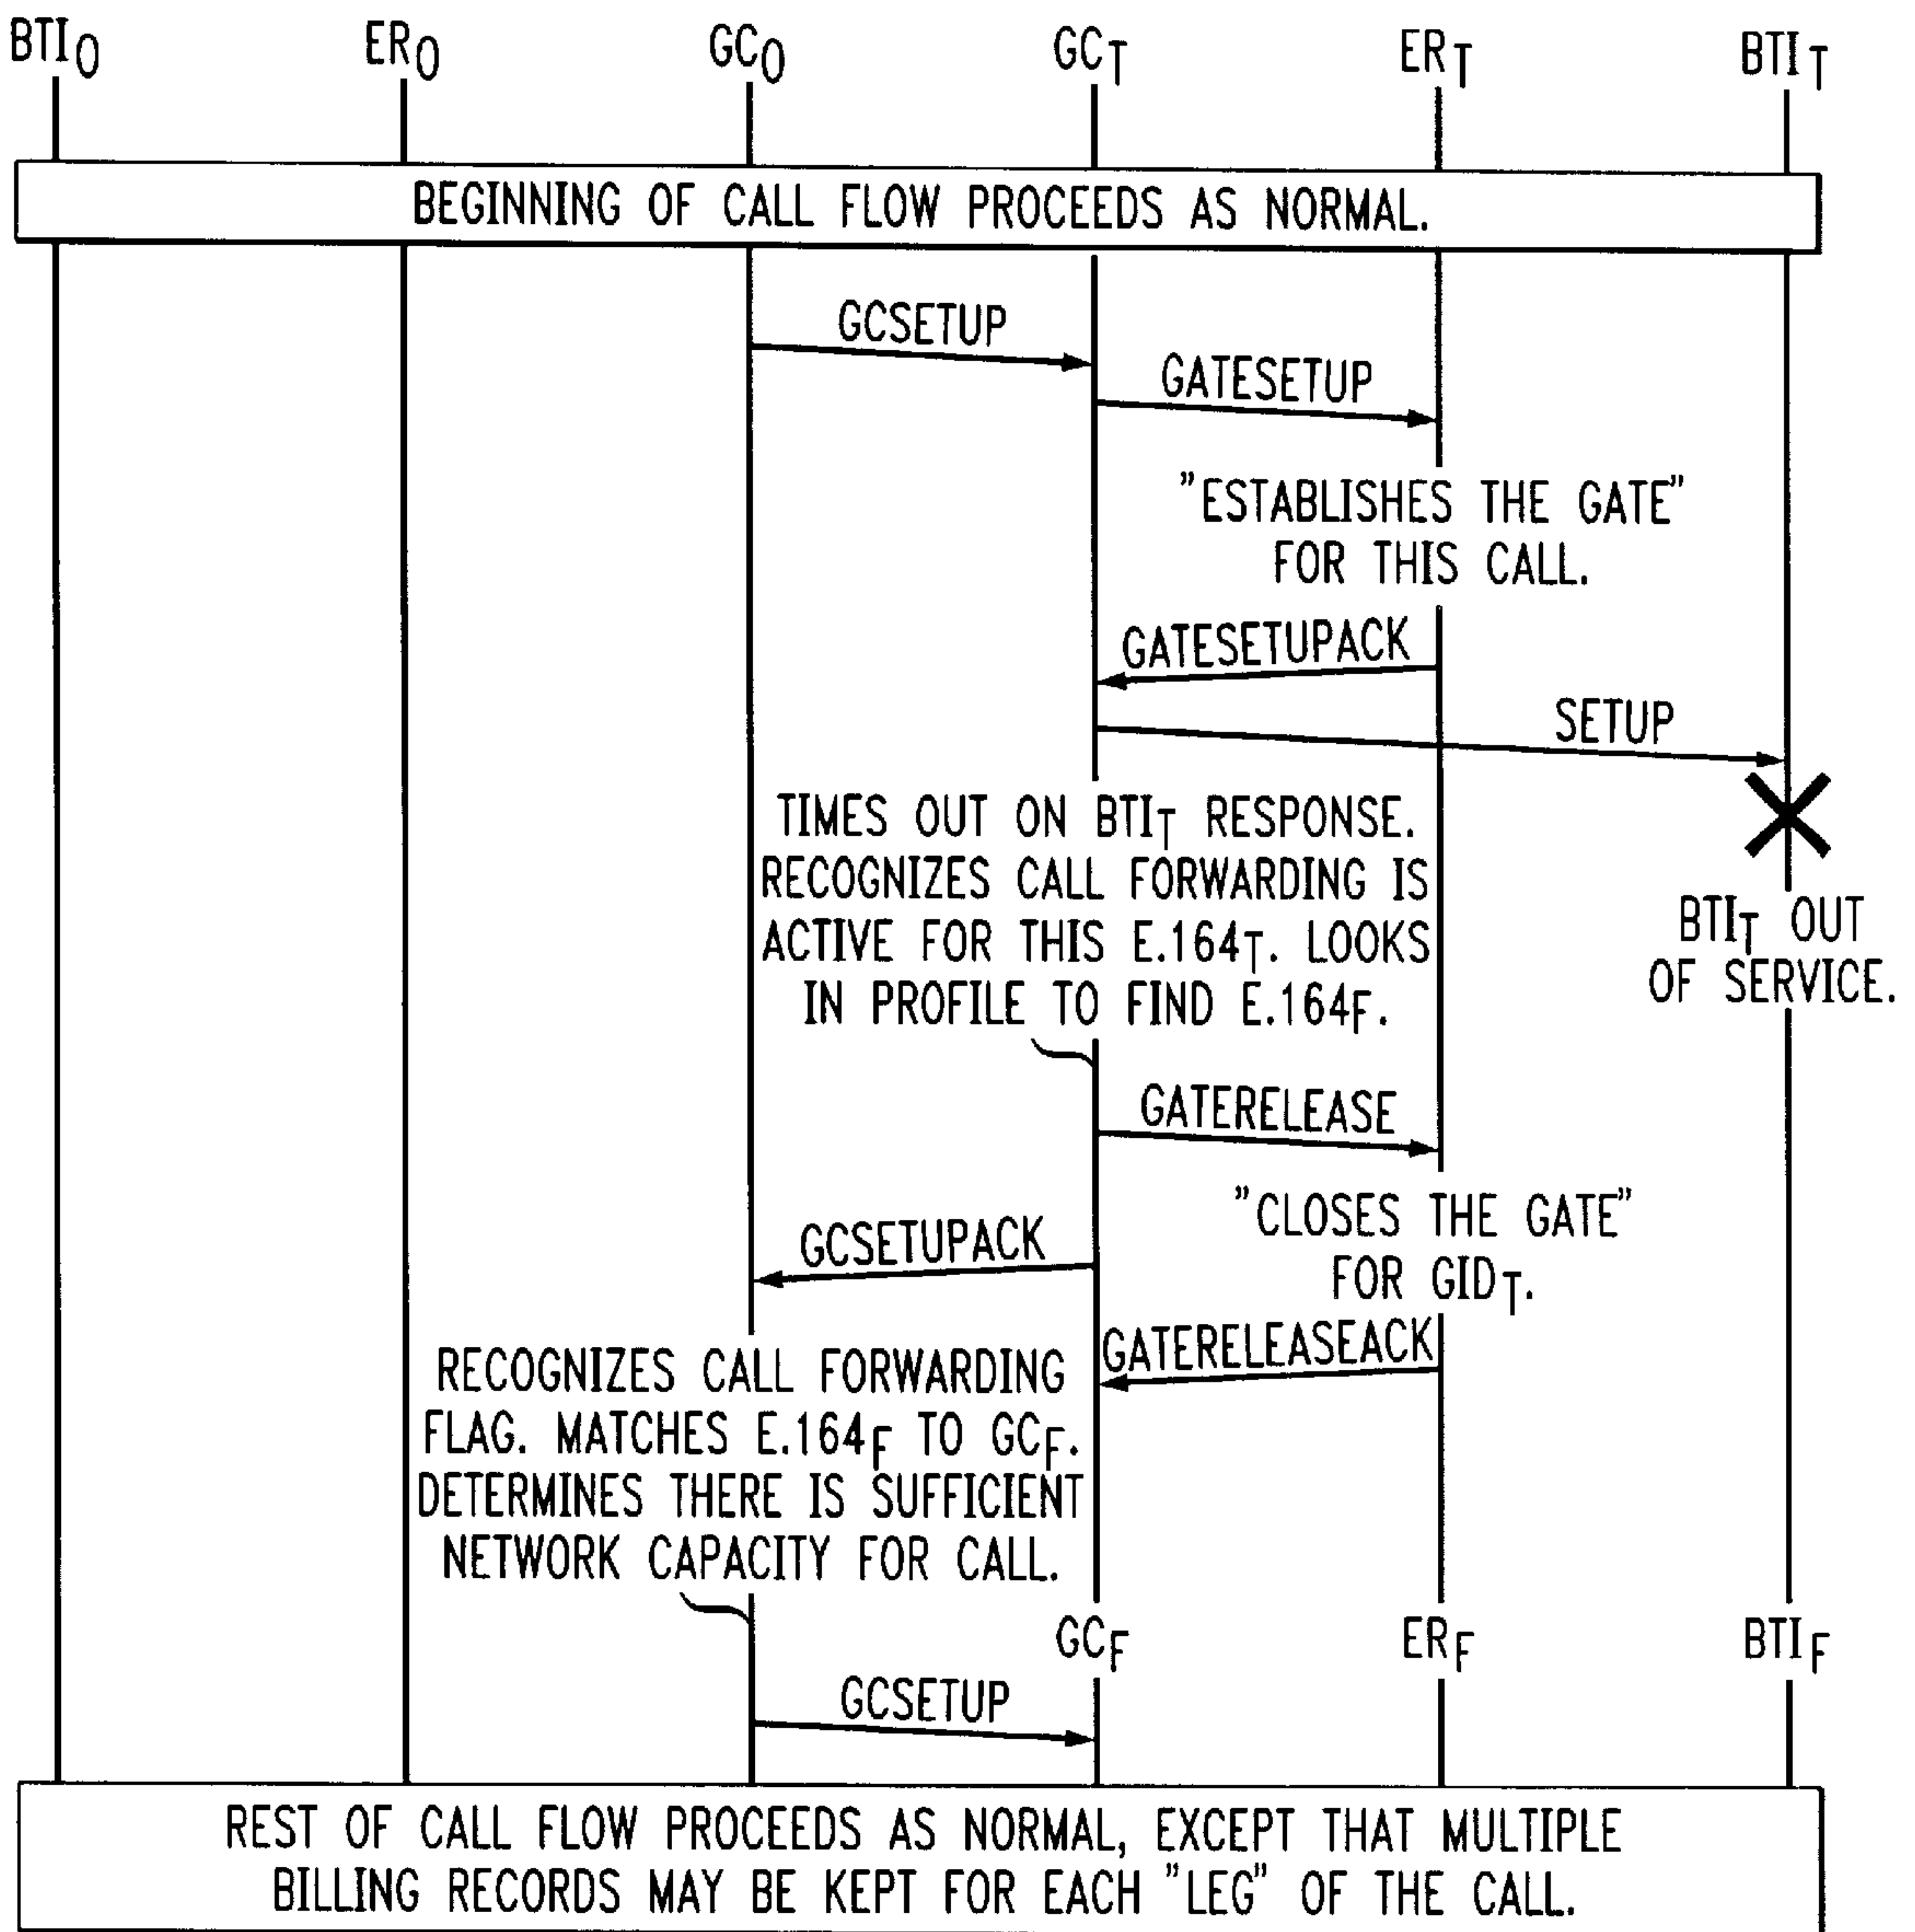 BTIO ERO GCO GCT ERT BTIT
BEGINNING OF CALL FLOW PROCEEDS AS NORMAL.
GCSETUP
GATESETUP
"ESTABLISHES THE GATE"
FOR THIS CALL.
GATESETUPACK
SETUP
TIMES OUT ON BTIT RESPONSE.
RECOGNIZES CALL FORWARDING IS
ACTIVE FOR THIS E.164T. LOOKS
IN PROFILE TO FIND E.164F.
BTIT OUT
OF SERVICE.
GATERELEASE
"CLOSES THE GATE"
FOR GIDT.
GCSETUPACK
GATERELEASEACK
RECOGNIZES CALL FORWARDING
FLAG. MATCHES E.164F TO GCF.
DETERMINES THERE IS SUFFICIENT
NETWORK CAPACITY FOR CALL.
GCF ERF BTIF
GCSETUP
REST OF CALL FLOW PROCEEDS AS NORMAL, EXCEPT THAT MULTIPLE
BILLING RECORDS MAY BE KEPT FOR EACH "LEG" OF THE CALL.